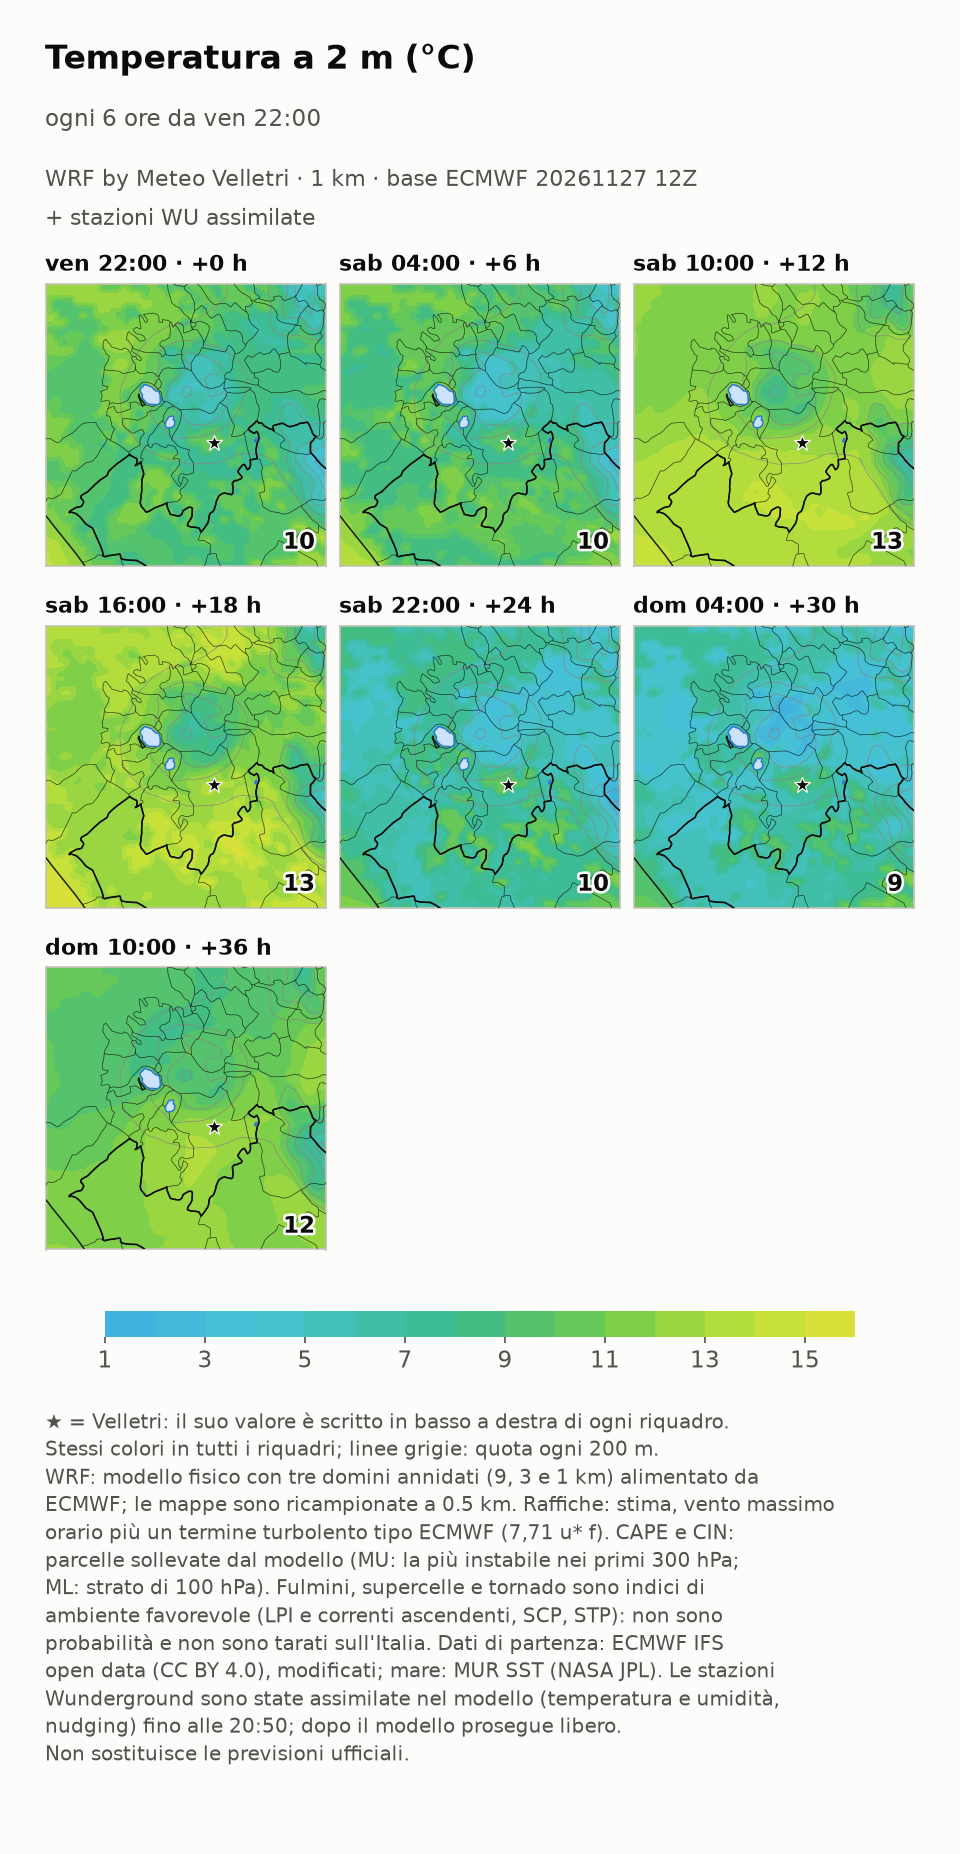 Temperatura a 2 m (°C)
ogni 6 ore da ven 22:00
WRF by Meteo Velletri · 1 km · base ECMWF 20261127 12Z
+ stazioni WU assimilate
ven 22:00 · +0 h
sab 04:00 · +6 h
sab 10:00 · +12 h
10
10
13
sab 16:00 · +18 h
sab 22:00 · +24 h
dom 04:00 · +30 h
13
10
9
dom 10:00 · +36 h
12
1 3 5 7 9 11 13 15
★ = Velletri: il suo valore è scritto in basso a destra di ogni riquadro.
Stessi colori in tutti i riquadri; linee grigie: quota ogni 200 m.
WRF: modello fisico con tre domini annidati (9, 3 e 1 km) alimentato da
ECMWF; le mappe sono ricampionate a 0.5 km. Raffiche: stima, vento massimo
orario più un termine turbolento tipo ECMWF (7,71 u* f). CAPE e CIN:
parcelle sollevate dal modello (MU: la più instabile nei primi 300 hPa;
ML: strato di 100 hPa). Fulmini, supercelle e tornado sono indici di
ambiente favorevole (LPI e correnti ascendenti, SCP, STP): non sono
probabilità e non sono tarati sull'Italia. Dati di partenza: ECMWF IFS
open data (CC BY 4.0), modificati; mare: MUR SST (NASA JPL). Le stazioni
Wunderground sono state assimilate nel modello (temperatura e umidità,
nudging) fino alle 20:50; dopo il modello prosegue libero.
Non sostituisce le previsioni ufficiali.